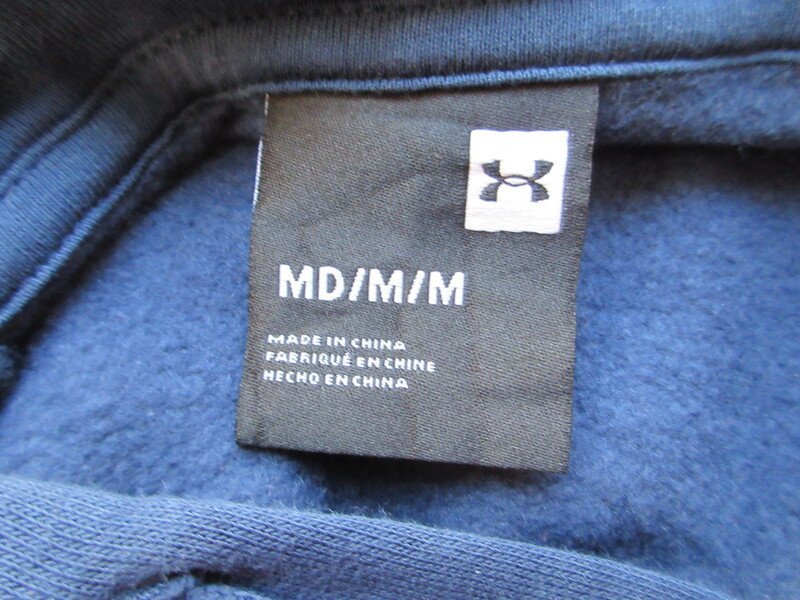 MD/M/M
MADE IN CHINA
FABRIQUÉ EN CHINE
HECHO EN CHINA